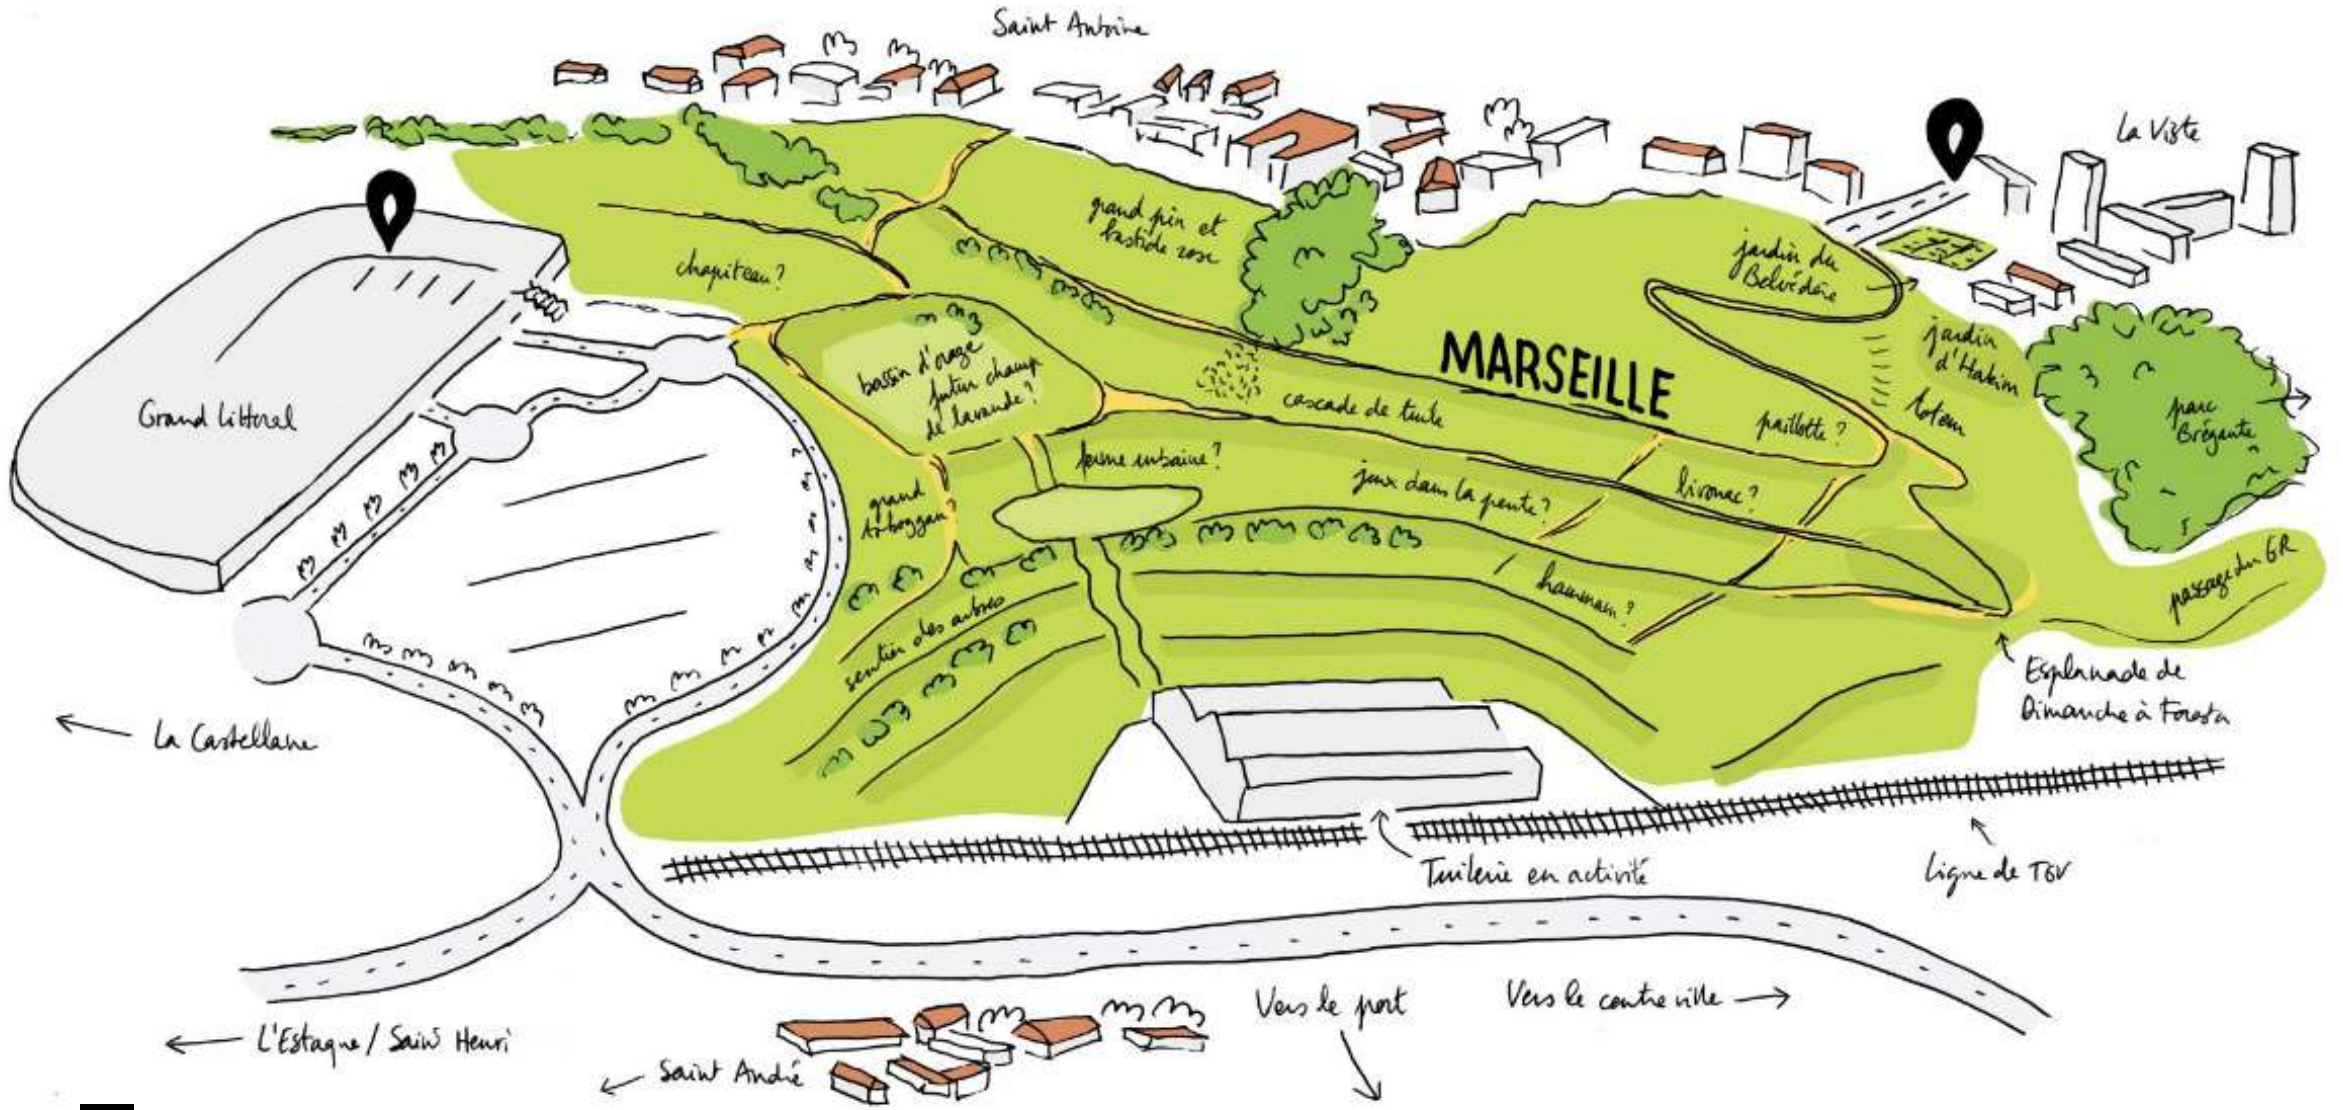 Saint Antoine
La Viste
grand pin et
bastide rose
jardin du
Belvédère
chapiteau ?
jardin
d'Hakim
bassin d'orage
futur champ
de lavande ?
MARSEILLE
Grand Littoral
cascade de tuile
paillotte ?
totem
parc
Brégante
ferme urbaine ?
jeux dans la pente ?
bivouac ?
grand
toboggan ?
hammam ?
passage du GR
sentier des arbres
Esplanade de
Dimanche à Foresta
La Castellane
Tuilerie en activité
Ligne de TGV
Vers le port
Vers le centre ville
L'Estaque / Saint Henri
Saint André